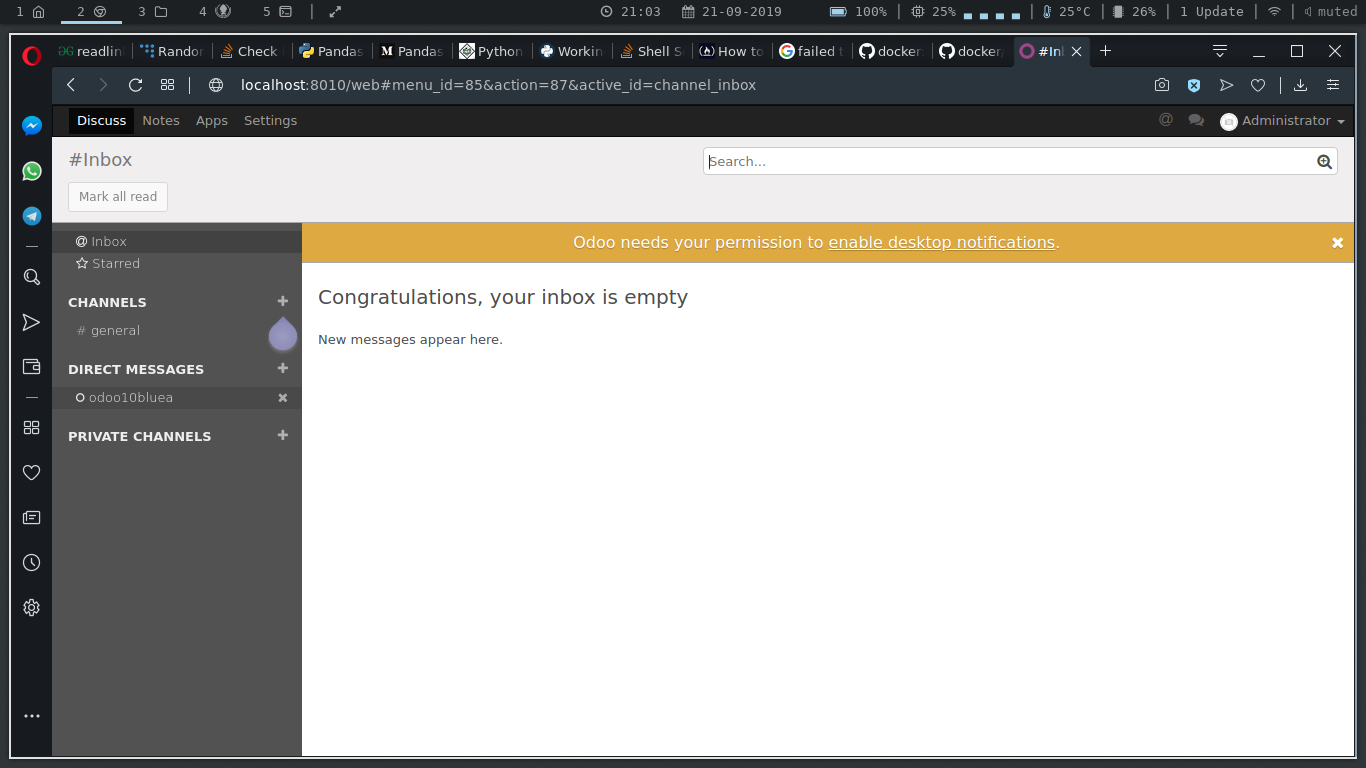 1 2 3 4 5 21:03 21-09-2019 100% 25% 25°C 26% 1 Update muted
readlin Randor Check Pandas Pandas Python Workin Shell S How to failed t docker docker #In
localhost:8010/web#menu_id=85&action=87&active_id=channel_inbox
Discuss Notes Apps Settings @ Administrator
#Inbox Search...
Mark all read
Inbox
Odoo needs your permission to enable desktop notifications.
Starred
CHANNELS
Congratulations, your inbox is empty
# general
New messages appear here.
DIRECT MESSAGES
odoo10bluea
PRIVATE CHANNELS